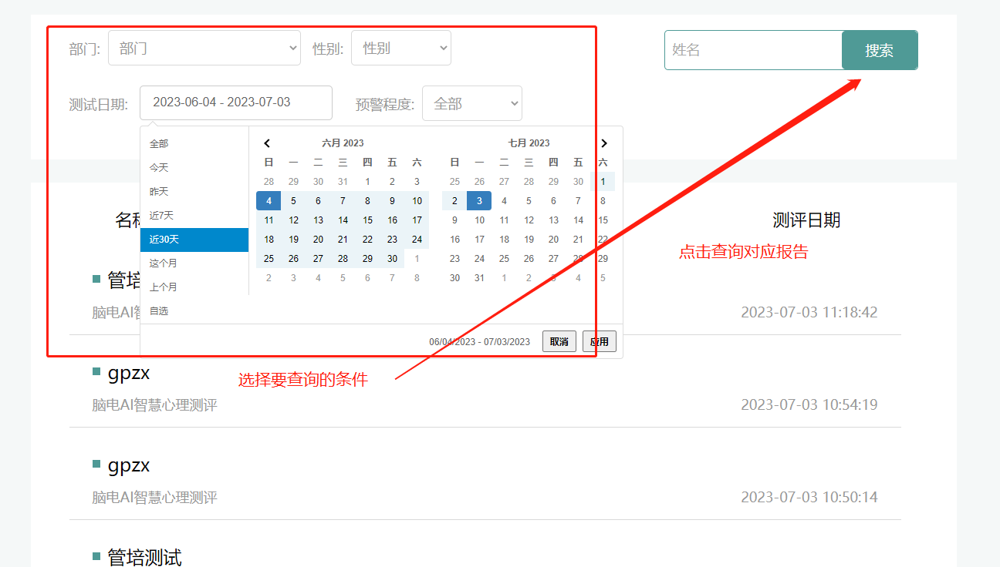 部门: 部门 性别: 性别 姓名 搜索
测试日期: 2023-06-04 - 2023-07-03 预警程度: 全部
全部
今天
昨天
近7天
近30天
这个月
上个月
自选
六月 2023
日 一 二 三 四 五 六
28 29 30 31 1 2 3
4 5 6 7 8 9 10
11 12 13 14 15 16 17
18 19 20 21 22 23 24
25 26 27 28 29 30 1
2 3 4 5 6 7 8
七月 2023
日 一 二 三 四 五 六
25 26 27 28 29 30 1
2 3 4 5 6 7 8
9 10 11 12 13 14 15
16 17 18 19 20 21 22
23 24 25 26 27 28 29
30 31 1 2 3 4 5
06/04/2023 - 07/03/2023 取消 应用
名称 测评日期
点击查询对应报告
管培
脑电AI智 2023-07-03 11:18:42
选择要查询的条件
gpzx
脑电AI智慧心理测评 2023-07-03 10:54:19
gpzx
脑电AI智慧心理测评 2023-07-03 10:50:14
管培测试